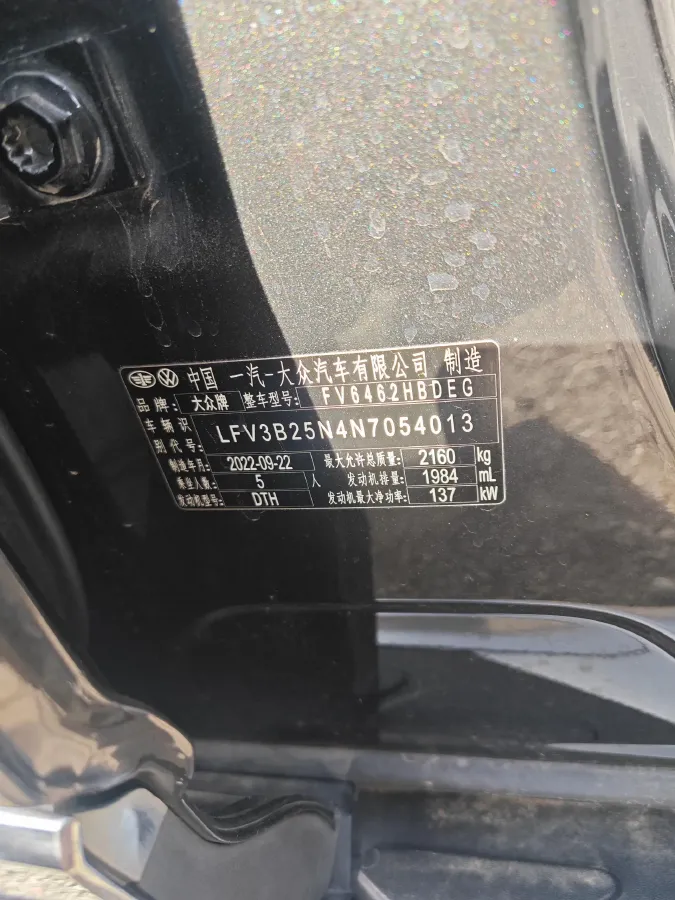 中国 一汽-大众汽车有限公司 制造
品牌: 大众牌 整车型号: FV6462HBDEG
车辆识别代号: LFV3B25N4N7054013
制造年月: 2022-09-22 最大允许总质量: 2160 kg
乘坐人数: 5 人 发动机排量: 1984 mL
发动机型号: DTH 发动机最大净功率: 137 kW